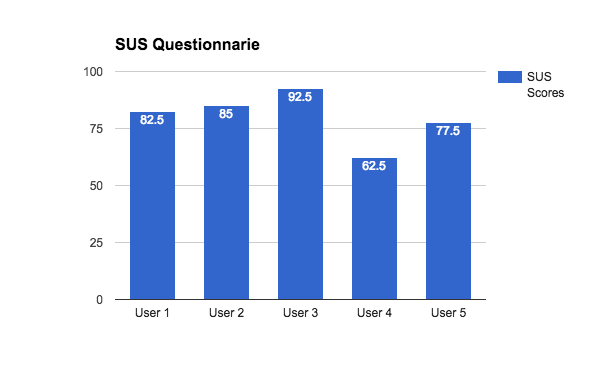 SUS Questionnarie
100
75
50
25
0
82.5
85
92.5
62.5
77.5
User 1
User 2
User 3
User 4
User 5
SUS
Scores